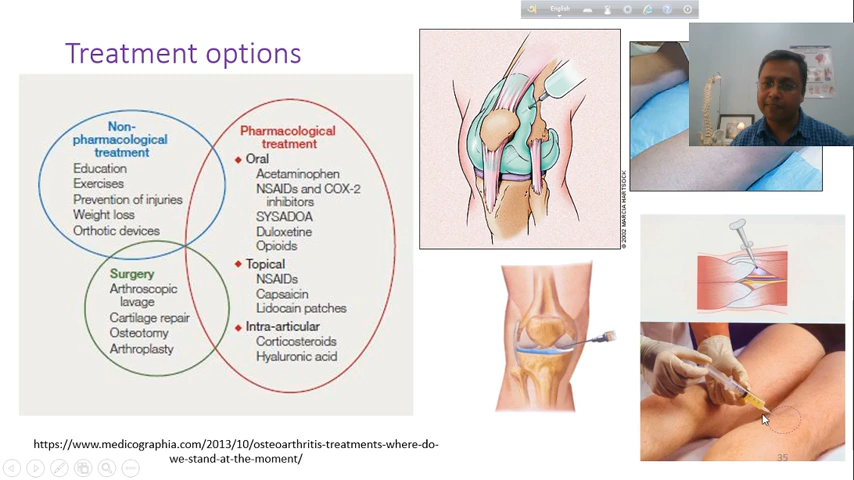 English
Treatment options
Non-
pharmacological
treatment
Education
Exercises
Prevention of injuries
Weight loss
Orthotic devices
Surgery
Arthroscopic
lavage
Cartilage repair
Osteotomy
Arthroplasty
Pharmacological
treatment
Oral
Acetaminophen
NSAIDs and COX-2
inhibitors
SYSADOA
Duloxetine
Opioids
Topical
NSAIDs
Capsaicin
Lidocain patches
Intra-articular
Corticosteroids
Hyaluronic acid
© 2002 MARCIA HARTSOCK
https://www.medicographia.com/2013/10/osteoarthritis-treatments-where-do-
we-stand-at-the-moment/
35